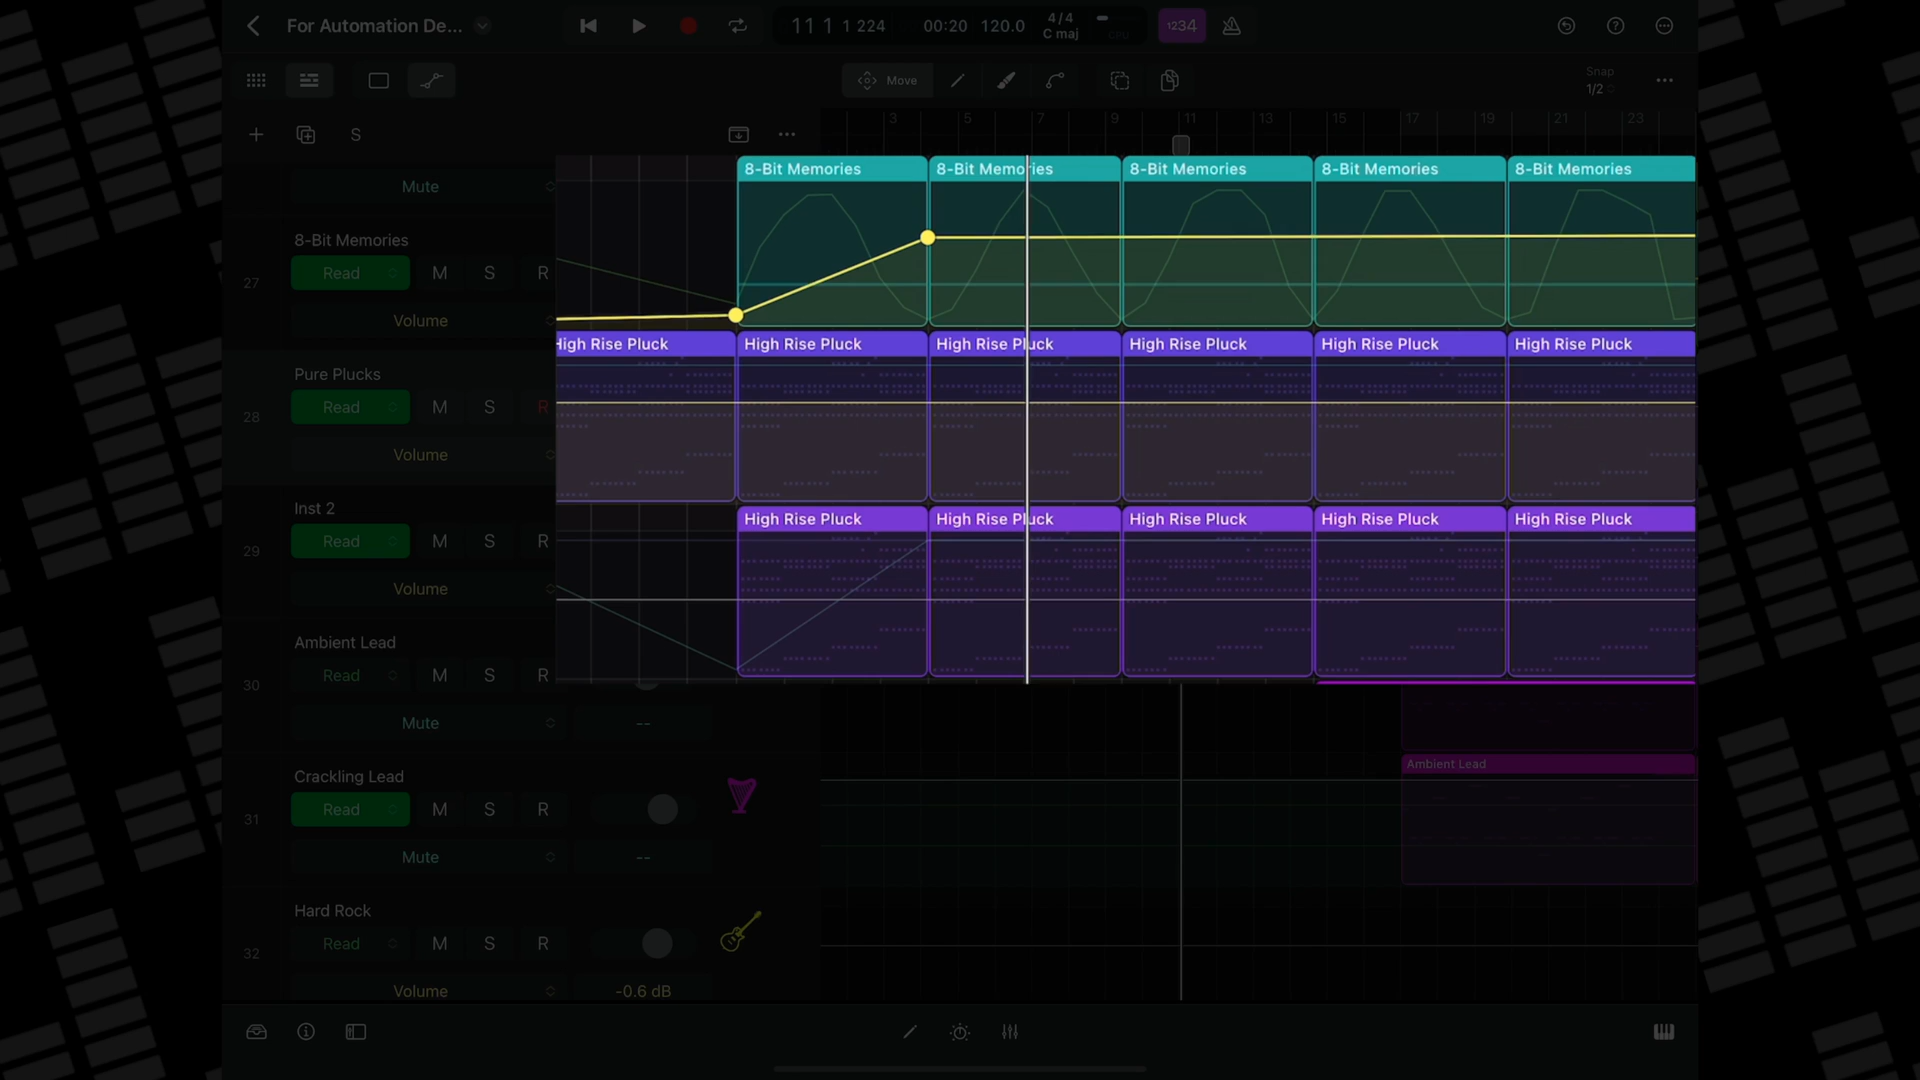 For Automation De...
11 1 1 224
00:20
120.0
4/4
C maj
CPU
1234
Move
Snap
1/2
S
3 5 7 9 11 13 15 17 19 21 23
Mute
8-Bit Memories 8-Bit Memories 8-Bit Memories 8-Bit Memories 8-Bit Memories
27
8-Bit Memories
Read M S R
Volume
High Rise Pluck High Rise Pluck High Rise Pluck High Rise Pluck High Rise Pluck High Rise Pluck
28
Pure Plucks
Read M S R
Volume
High Rise Pluck High Rise Pluck High Rise Pluck High Rise Pluck High Rise Pluck
29
Inst 2
Read M S R
Volume
30
Ambient Lead
Read M S R
Mute --
Ambient Lead
31
Crackling Lead
Read M S R
Mute --
32
Hard Rock
Read M S R
Volume -0.6 dB